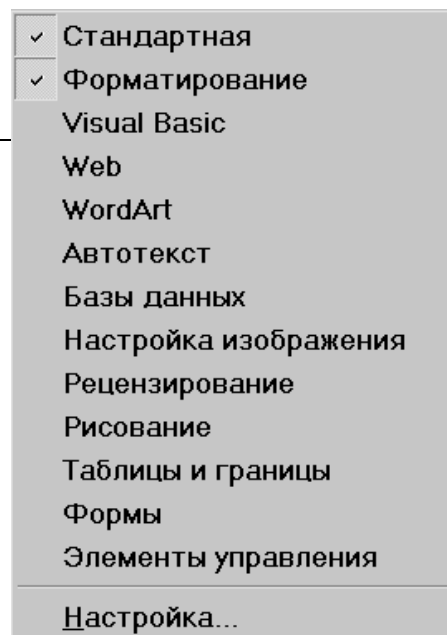 Стандартная
Форматирование
Visual Basic
Web
WordArt
Автотекст
Базы данных
Настройка изображения
Рецензирование
Рисование
Таблицы и границы
Формы
Элементы управления
Настройка...